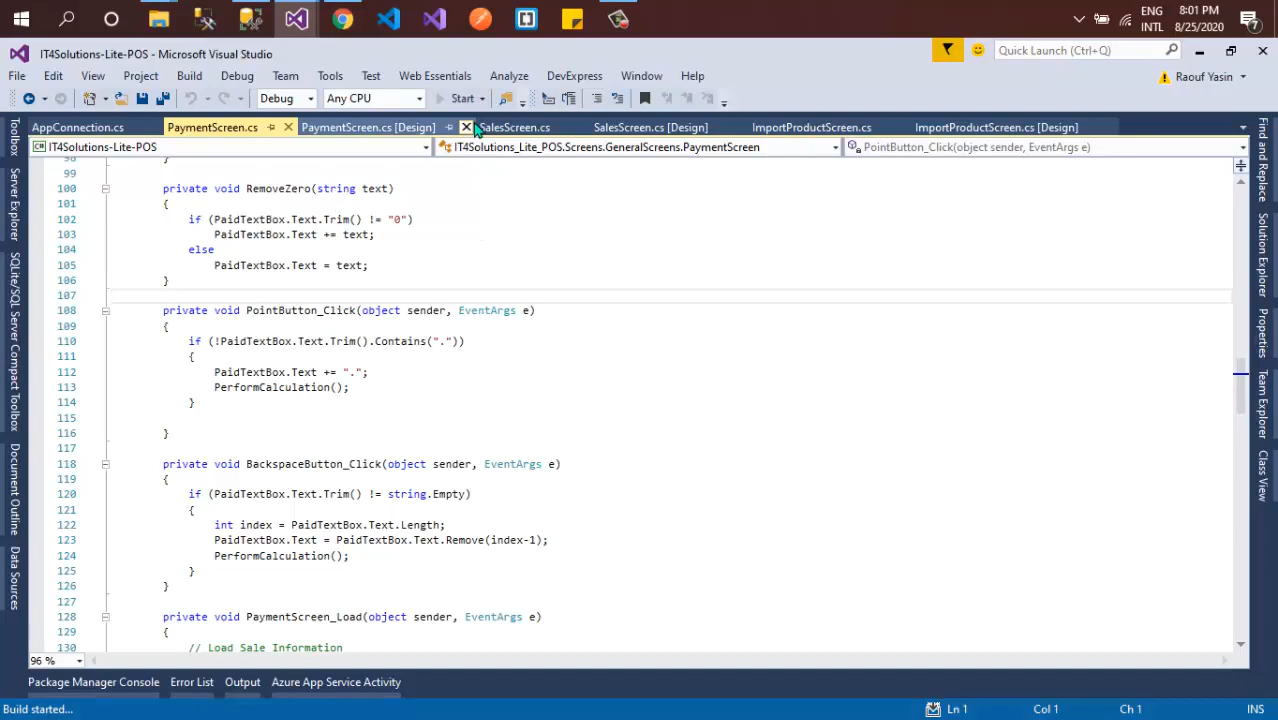 ENG
8:01 PM
INTL
8/25/2020
7
IT4Solutions-Lite-POS - Microsoft Visual Studio
Quick Launch (Ctrl+Q)
File Edit View Project Build Debug Team Tools Test Web Essentials Analyze DevExpress Window Help
Raouf Yasin
Debug Any CPU Start
AppConnection.cs PaymentScreen.cs PaymentScreen.cs [Design] SalesScreen.cs SalesScreen.cs [Design] ImportProductScreen.cs ImportProductScreen.cs [Design]
IT4Solutions-Lite-POS IT4Solutions_Lite_POS.Screens.GeneralScreens.PaymentScreen PointButton_Click(object sender, EventArgs e)
Toolbox
Server Explorer
SQLite/SQL Server Compact Toolbox
Document Outline
Data Sources
98 }
99
100 private void RemoveZero(string text)
101 {
102 if (PaidTextBox.Text.Trim() != "0")
103 PaidTextBox.Text += text;
104 else
105 PaidTextBox.Text = text;
106 }
107
108 private void PointButton_Click(object sender, EventArgs e)
109 {
110 if (!PaidTextBox.Text.Trim().Contains("."))
111 {
112 PaidTextBox.Text += ".";
113 PerformCalculation();
114 }
115
116 }
117
118 private void BackspaceButton_Click(object sender, EventArgs e)
119 {
120 if (PaidTextBox.Text.Trim() != string.Empty)
121 {
122 int index = PaidTextBox.Text.Length;
123 PaidTextBox.Text = PaidTextBox.Text.Remove(index-1);
124 PerformCalculation();
125 }
126 }
127
128 private void PaymentScreen_Load(object sender, EventArgs e)
129 {
130 // Load Sale Information
Find and Replace
Solution Explorer
Properties
Team Explorer
Class View
96 %
Package Manager Console Error List Output Azure App Service Activity
Build started... Ln 1 Col 1 Ch 1 INS